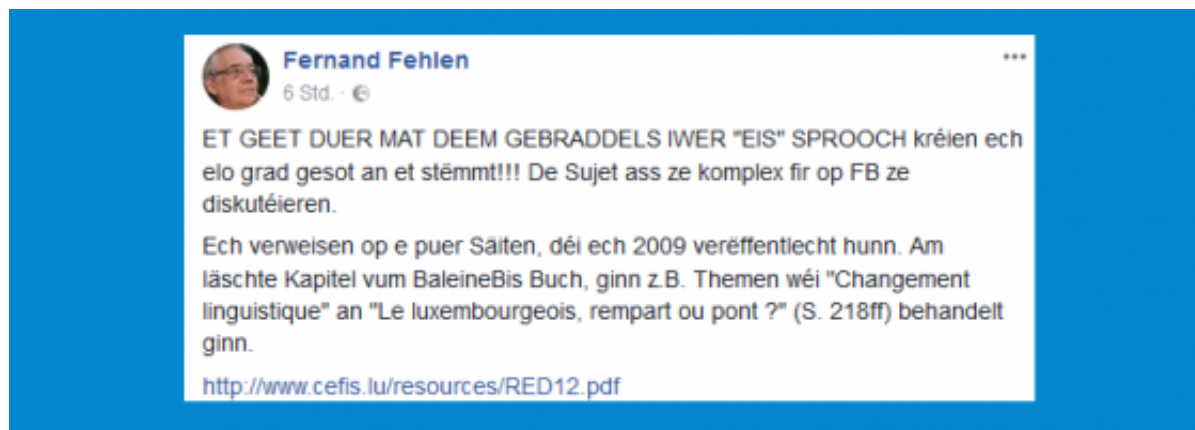 Fernand Fehlen
6 Std. ·
ET GEET DUER MAT DEEM GEBRADDELS IWER "EIS" SPROOCH kréien ech
elo grad gesot an et stëmmt!!! De Sujet ass ze komplex fir op FB ze
diskutéieren.
Ech verweisen op e puer Säiten, déi ech 2009 verëffentlecht hunn. Am
läschte Kapitel vum BaleineBis Buch, ginn z.B. Themen wéi "Changement
linguistique" an "Le luxembourgeois, rempart ou pont ?" (S. 218ff) behandelt
ginn.
http://www.cefis.lu/resources/RED12.pdf